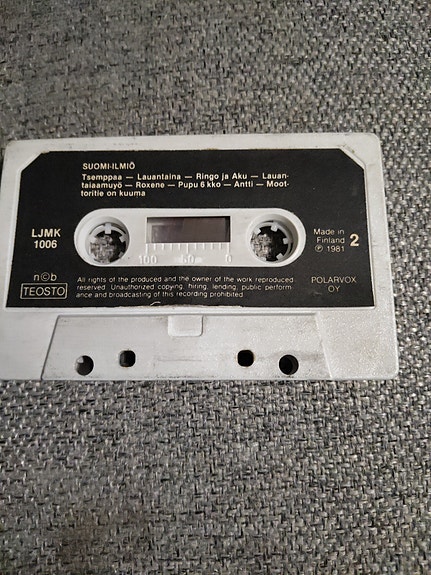 SUOMI-ILMIÖ
Tsemppaa — Lauantaina — Ringo ja Aku — Lauan-
taiaamuyö — Roxene — Pupu 6 kko — Antti — Moot-
toritie on kuuma
LJMK
1006
Made in
Finland
℗ 1981
2
100 50 0
n©b
TEOSTO
All rights of the produced and the owner of the work reproduced
reserved. Unauthorized copying, hiring, lending, public perform-
ance and broadcasting of this recording prohibited
POLARVOX
OY